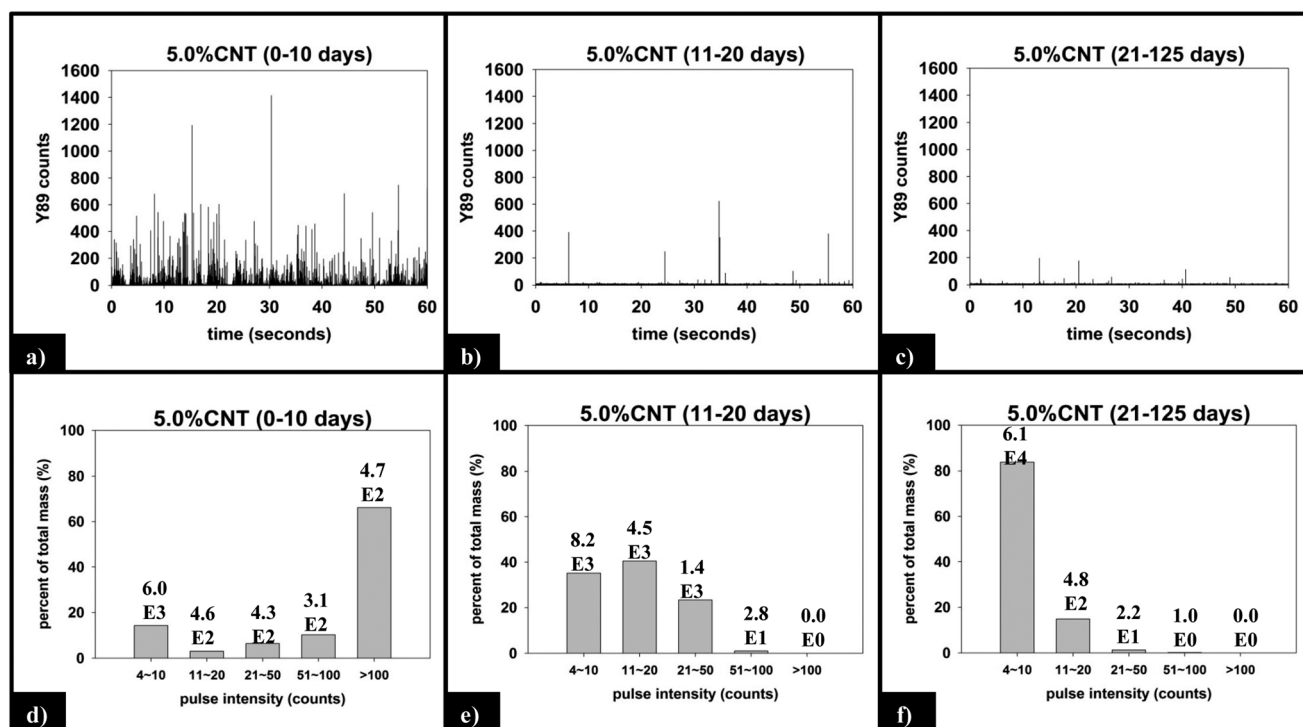 5.0%CNT (0-10 days)
1600
1400
1200
1000
800
600
400
200
0
Y89 counts
0 10 20 30 40 50 60
time (seconds)
a)
5.0%CNT (11-20 days)
1600
1400
1200
1000
800
600
400
200
0
Y89 counts
0 10 20 30 40 50 60
time (seconds)
b)
5.0%CNT (21-125 days)
1600
1400
1200
1000
800
600
400
200
0
Y89 counts
0 10 20 30 40 50 60
time (seconds)
c)
5.0%CNT (0-10 days)
100
80
60
40
20
0
percent of total mass (%)
6.0
E3
4.6
E2
4.3
E2
3.1
E2
4.7
E2
4~10 11~20 21~50 51~100 >100
pulse intensity (counts)
d)
5.0%CNT (11-20 days)
100
80
60
40
20
0
percent of total mass (%)
8.2
E3
4.5
E3
1.4
E3
2.8
E1
0.0
E0
4~10 11~20 21~50 51~100 >100
pulse intensity (counts)
e)
5.0%CNT (21-125 days)
100
80
60
40
20
0
percent of total mass (%)
6.1
E4
4.8
E2
2.2
E1
1.0
E0
0.0
E0
4~10 11~20 21~50 51~100 >100
pulse intensity (counts)
f)